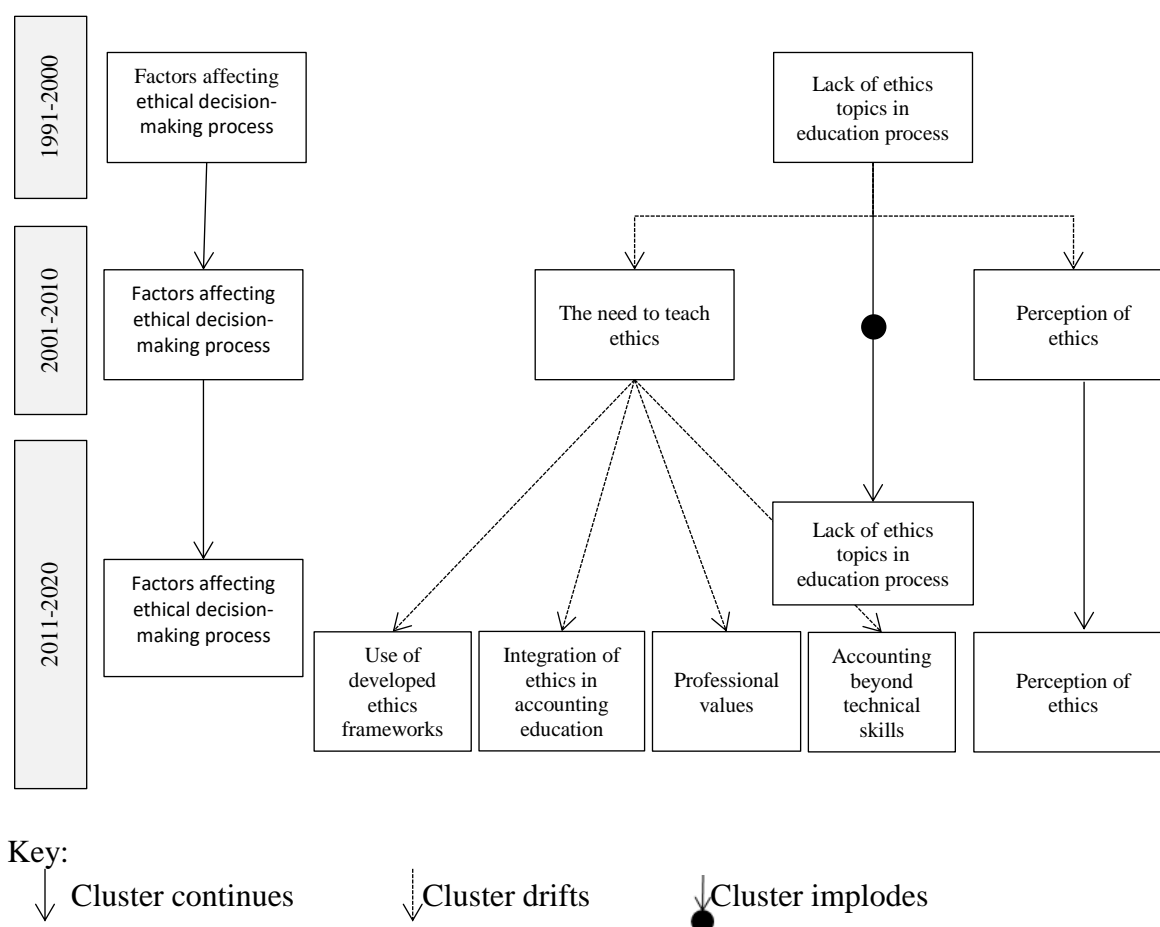 1991-2000
Factors affecting
ethical decision-
making process
Lack of ethics
topics in
education process
2001-2010
Factors affecting
ethical decision-
making process
The need to teach
ethics
Perception of
ethics
2011-2020
Factors affecting
ethical decision-
making process
Lack of ethics
topics in
education process
Use of
developed
ethics
frameworks
Integration of
ethics in
accounting
education
Professional
values
Accounting
beyond
technical
skills
Perception of
ethics
Key:
Cluster continues
Cluster drifts
Cluster implodes